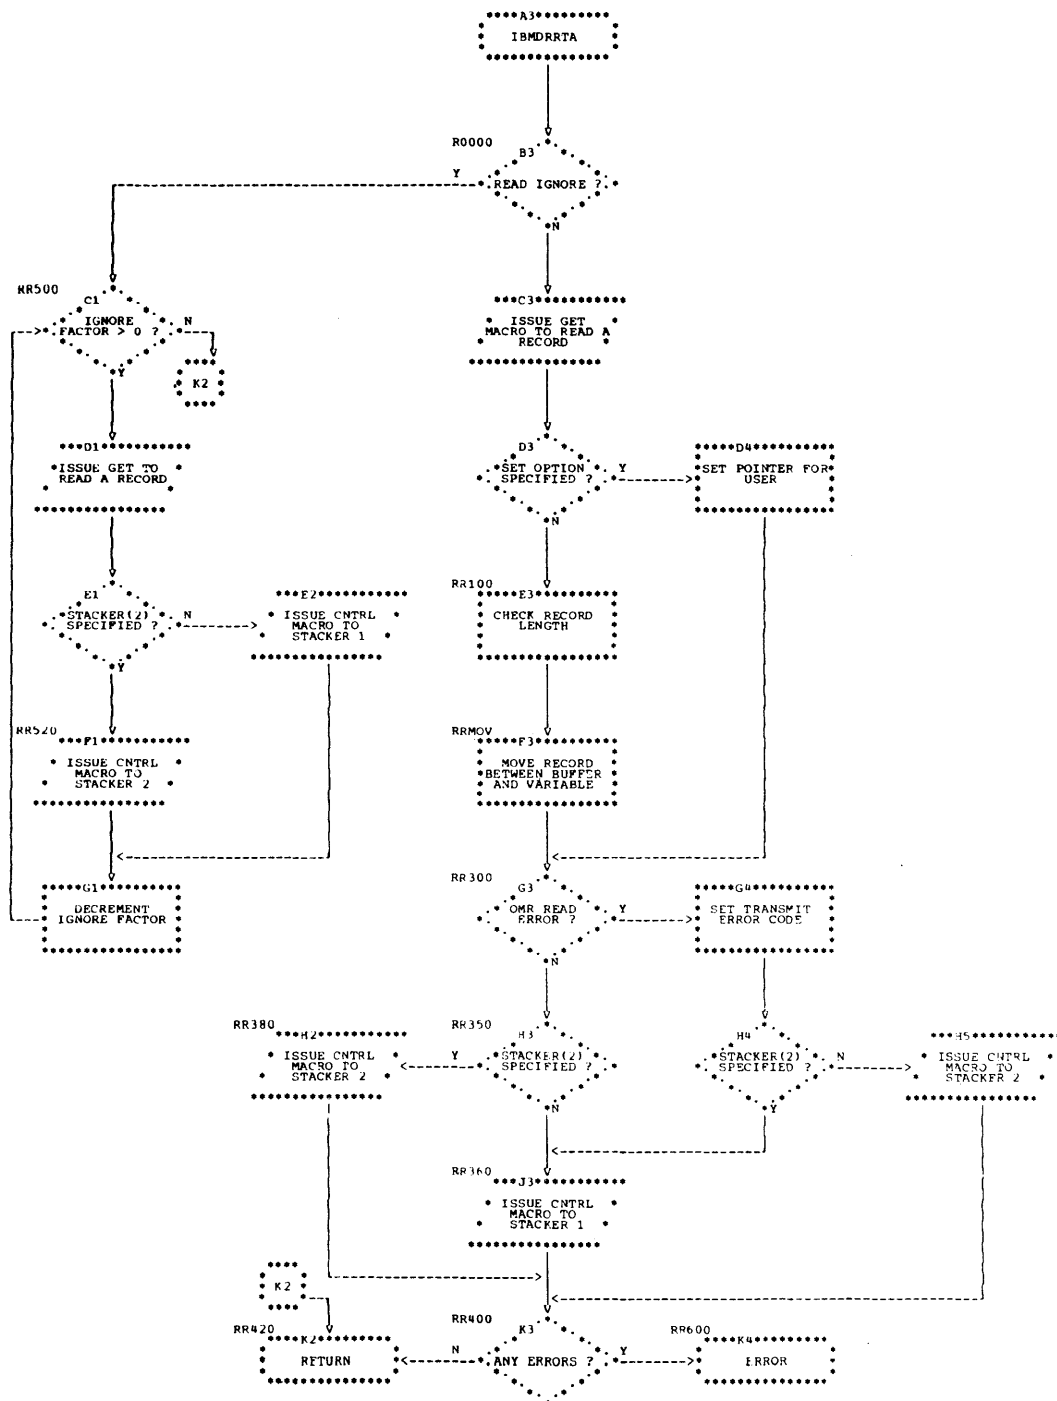 A3
IBMDRRTA
R0000
B3
Y
READ IGNORE ?
N
RR500
C1
IGNORE
FACTOR > 0 ?
N
Y
K2
C3
ISSUE GET
MACRO TO READ A
RECORD
D1
ISSUE GET TO
READ A RECORD
D3
SET OPTION
SPECIFIED ?
Y
N
D4
SET POINTER FOR
USER
E1
STACKER(2)
SPECIFIED ?
N
Y
E2
ISSUE CNTRL
MACRO TO
STACKER 1
RR100
E3
CHECK RECORD
LENGTH
RR520
F1
ISSUE CNTRL
MACRO TO
STACKER 2
RRMOV
F3
MOVE RECORD
BETWEEN BUFFER
AND VARIABLE
G1
DECREMENT
IGNORE FACTOR
RR300
G3
OMR READ
ERROR ?
Y
N
G4
SET TRANSMIT
ERROR CODE
RR380
H2
ISSUE CNTRL
MACRO TO
STACKER 2
RR350
H3
Y
STACKER(2)
SPECIFIED ?
N
H4
STACKER(2)
SPECIFIED ?
N
Y
H5
ISSUE CNTRL
MACRO TO
STACKER 2
RR360
J3
ISSUE CNTRL
MACRO TO
STACKER 1
K2
RR420
K2
RETURN
RR400
K3
N
ANY ERRORS ?
Y
RR600
K4
ERROR